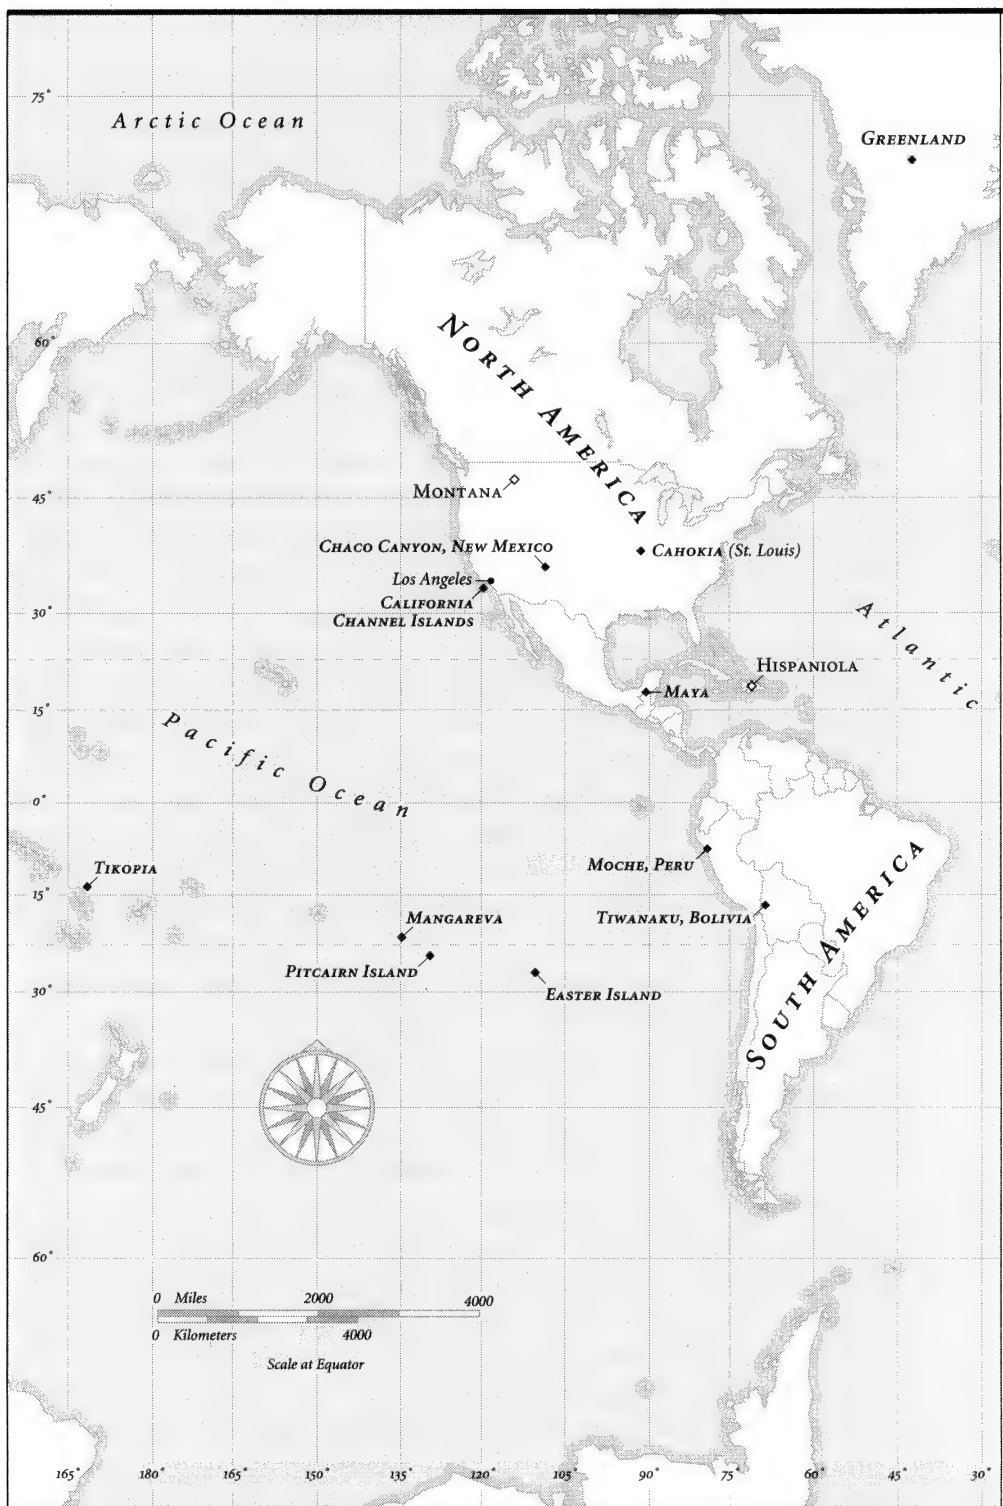 75°
Arctic Ocean
GREENLAND
60°
NORTH AMERICA
MONTANA
45°
CHACO CANYON, NEW MEXICO
CAHOKIA (St. Louis)
Los Angeles
CALIFORNIA
CHANNEL ISLANDS
30°
Atlantic
HISPANIOLA
MAYA
15°
Pacific Ocean
0°
MOCHE, PERU
TIKOPIA
15°
SOUTH AMERICA
MANGAREVA
TIWANAKU, BOLIVIA
PITCAIRN ISLAND
30°
EASTER ISLAND
45°
60°
0 Miles 2000 4000
0 Kilometers 4000
Scale at Equator
165° 180° 165° 150° 135° 120° 105° 90° 75° 60° 45° 30°